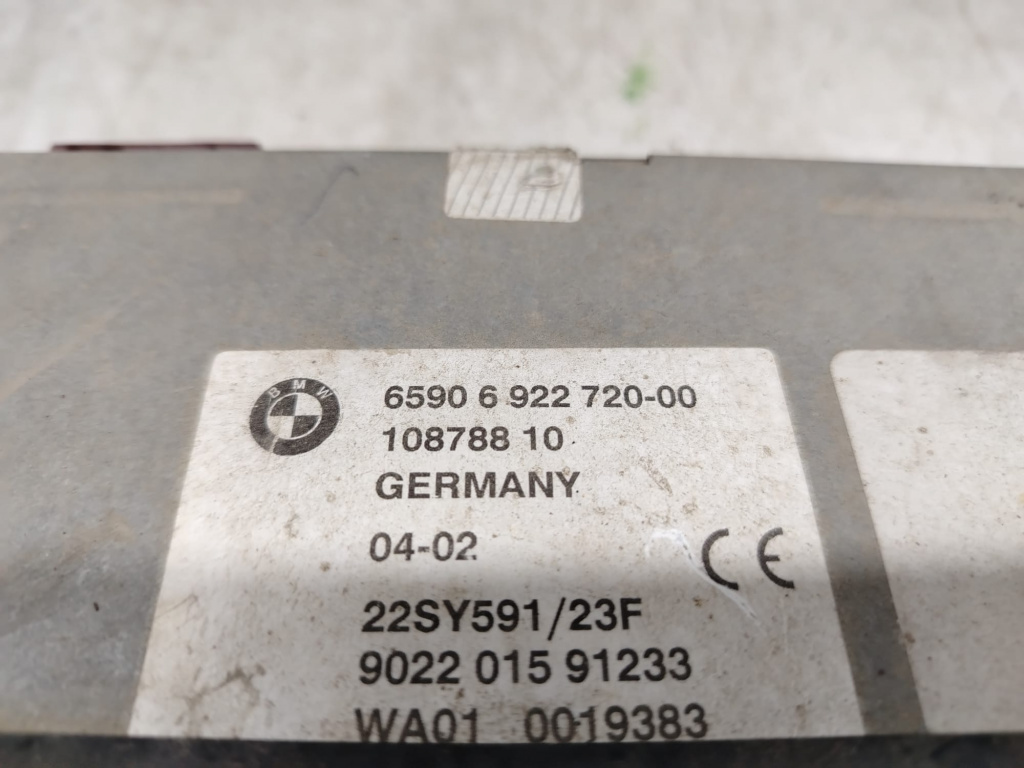 BMW
6590 6 922 720-00
108788 10
GERMANY
04-02
CE
22SY591/23F
9022 015 91233
WA01 0019383